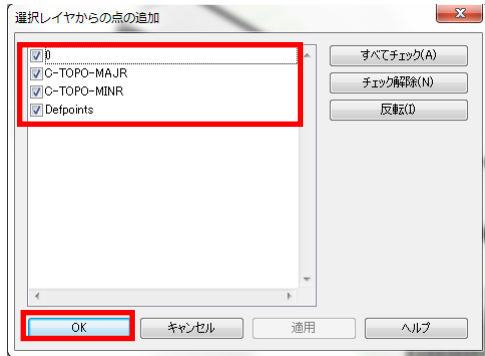 選択レイヤからの点の追加
0
C-TOPO-MAJR
C-TOPO-MINR
Defpoints
すべてチェック(A)
チェック解除(N)
反転(I)
OK
キャンセル
適用
ヘルプ